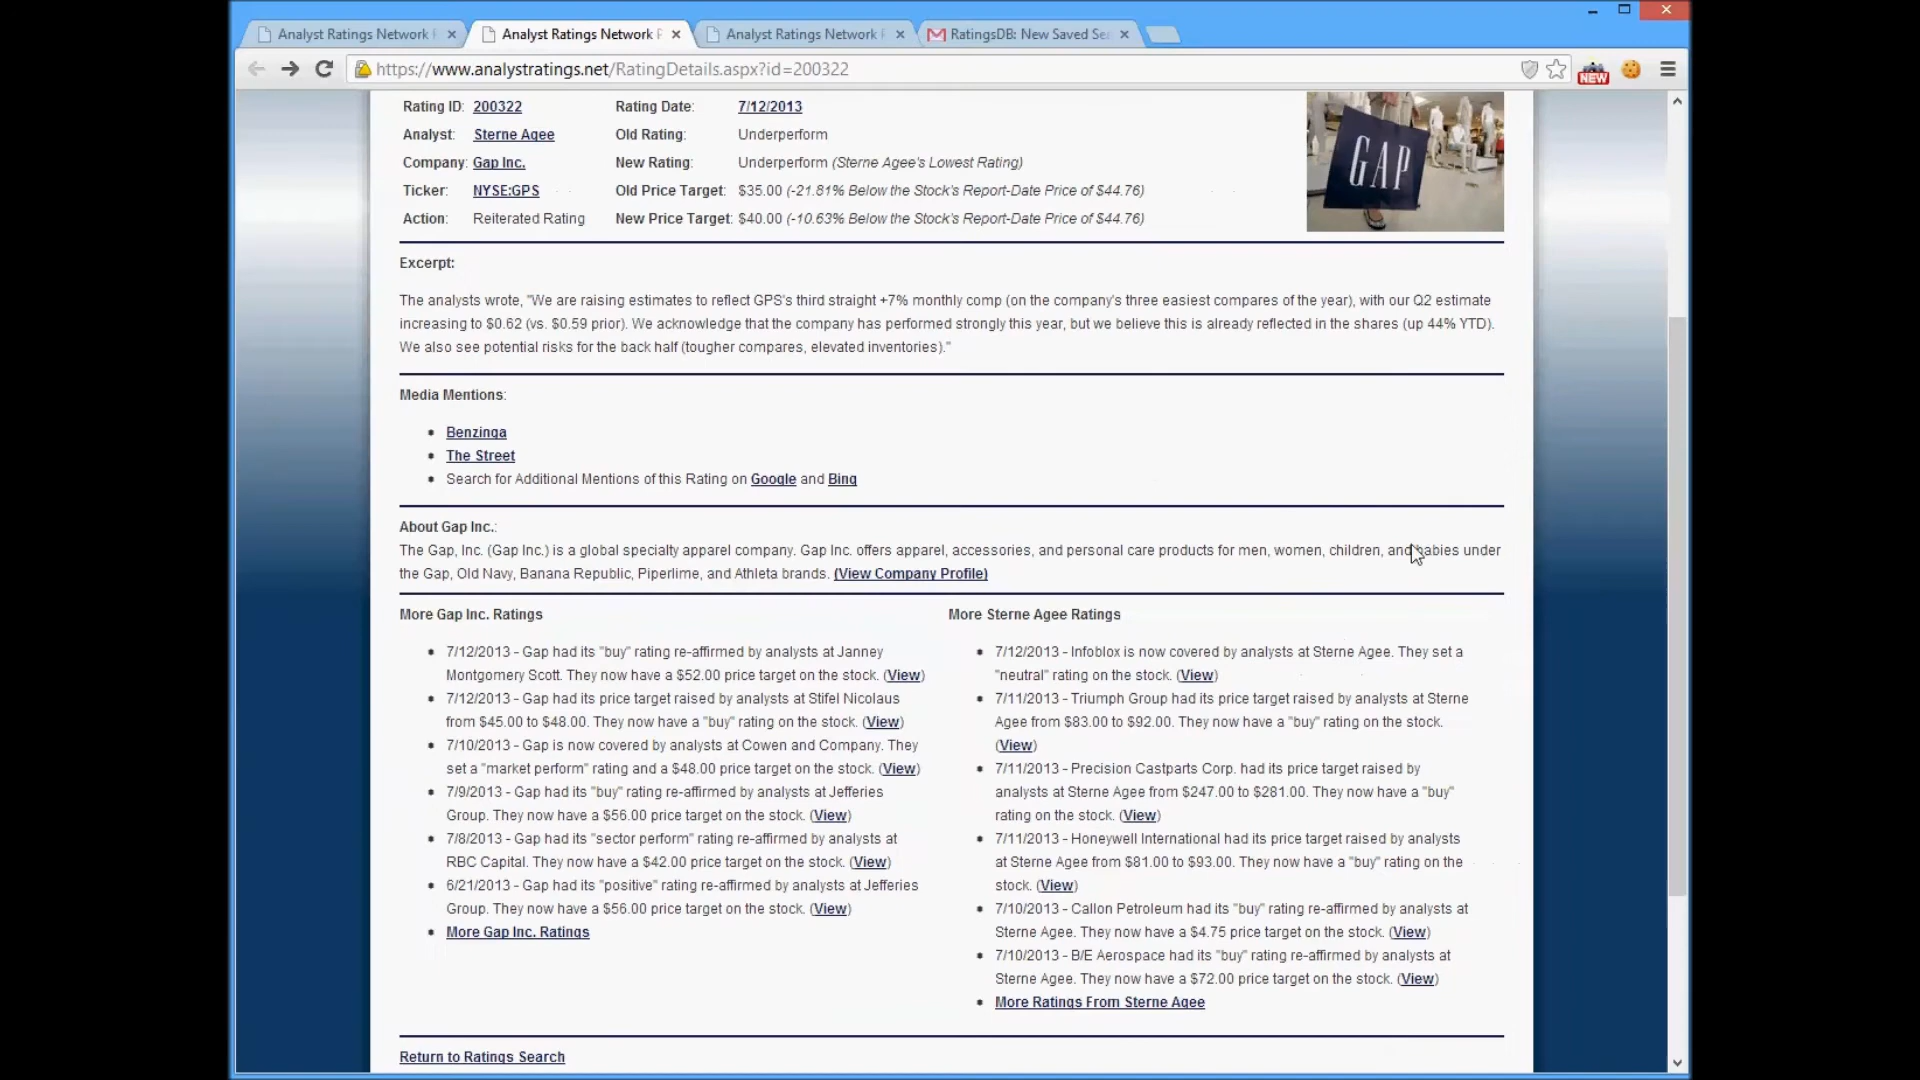 Analyst Ratings Network
Analyst Ratings Network
Analyst Ratings Network
RatingsDB: New Saved Se
https://www.analystratings.net/RatingDetails.aspx?id=200322
NEW
Rating ID: 200322 Rating Date: 7/12/2013
Analyst: Sterne Agee Old Rating: Underperform
Company: Gap Inc. New Rating: Underperform (Sterne Agee's Lowest Rating)
Ticker: NYSE:GPS Old Price Target: $35.00 (-21.81% Below the Stock's Report-Date Price of $44.76)
Action: Reiterated Rating New Price Target: $40.00 (-10.63% Below the Stock's Report-Date Price of $44.76)
GAP
Excerpt:
The analysts wrote, "We are raising estimates to reflect GPS's third straight +7% monthly comp (on the company's three easiest compares of the year), with our Q2 estimate
increasing to $0.62 (vs. $0.59 prior). We acknowledge that the company has performed strongly this year, but we believe this is already reflected in the shares (up 44% YTD).
We also see potential risks for the back half (tougher compares, elevated inventories)."
Media Mentions:
Benzinga
The Street
Search for Additional Mentions of this Rating on Google and Bing
About Gap Inc.:
The Gap, Inc. (Gap Inc.) is a global specialty apparel company. Gap Inc. offers apparel, accessories, and personal care products for men, women, children, and babies under
the Gap, Old Navy, Banana Republic, Piperlime, and Athleta brands. (View Company Profile)
More Gap Inc. Ratings
7/12/2013 - Gap had its "buy" rating re-affirmed by analysts at Janney
Montgomery Scott. They now have a $52.00 price target on the stock. (View)
7/12/2013 - Gap had its price target raised by analysts at Stifel Nicolaus
from $45.00 to $48.00. They now have a "buy" rating on the stock. (View)
7/10/2013 - Gap is now covered by analysts at Cowen and Company. They
set a "market perform" rating and a $48.00 price target on the stock. (View)
7/9/2013 - Gap had its "buy" rating re-affirmed by analysts at Jefferies
Group. They now have a $56.00 price target on the stock. (View)
7/8/2013 - Gap had its "sector perform" rating re-affirmed by analysts at
RBC Capital. They now have a $42.00 price target on the stock. (View)
6/21/2013 - Gap had its "positive" rating re-affirmed by analysts at Jefferies
Group. They now have a $56.00 price target on the stock. (View)
More Gap Inc. Ratings
More Sterne Agee Ratings
7/12/2013 - Infoblox is now covered by analysts at Sterne Agee. They set a
"neutral" rating on the stock. (View)
7/11/2013 - Triumph Group had its price target raised by analysts at Sterne
Agee from $83.00 to $92.00. They now have a "buy" rating on the stock.
(View)
7/11/2013 - Precision Castparts Corp. had its price target raised by
analysts at Sterne Agee from $247.00 to $281.00. They now have a "buy"
rating on the stock. (View)
7/11/2013 - Honeywell International had its price target raised by analysts
at Sterne Agee from $81.00 to $93.00. They now have a "buy" rating on the
stock. (View)
7/10/2013 - Callon Petroleum had its "buy" rating re-affirmed by analysts at
Sterne Agee. They now have a $4.75 price target on the stock. (View)
7/10/2013 - B/E Aerospace had its "buy" rating re-affirmed by analysts at
Sterne Agee. They now have a $72.00 price target on the stock. (View)
More Ratings From Sterne Agee
Return to Ratings Search